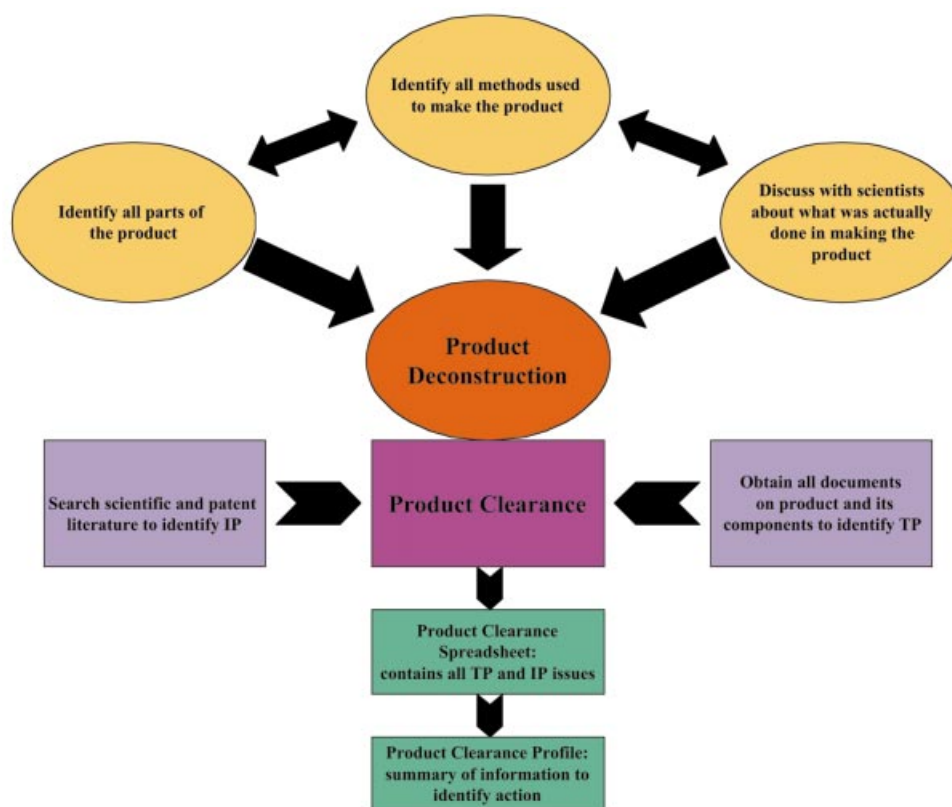 Identify all methods used
to make the product
Identify all parts of
the product
Discuss with scientists
about what was actually
done in making the
product
Product
Deconstruction
Search scientific and patent
literature to identify IP
Product Clearance
Obtain all documents
on product and its
components to identify TP
Product Clearance
Spreadsheet:
contains all TP and IP issues
Product Clearance Profile:
summary of information to
identify action